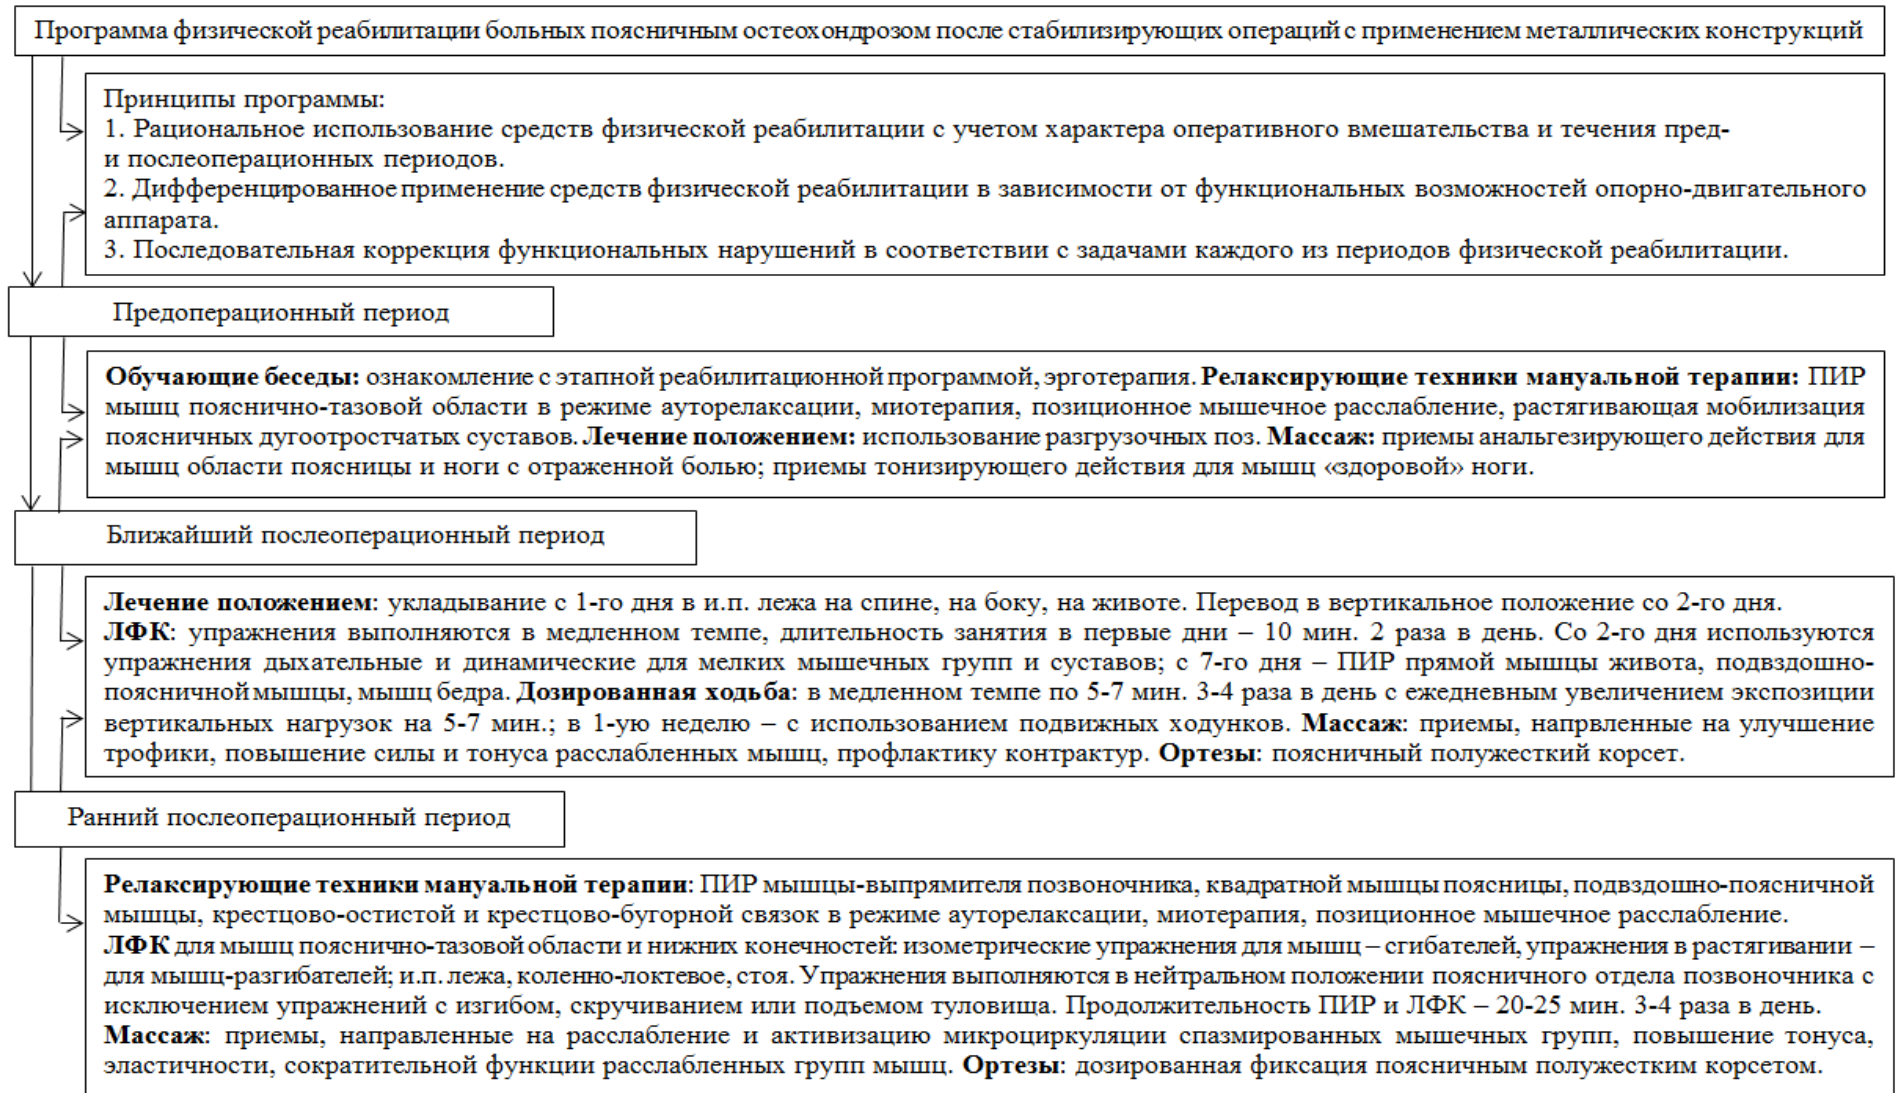 Программа физической реабилитации больных поясничным остеохондрозом после стабилизирующих операций с применением металлических конструкций
Принципы программы:
1. Рациональное использование средств физической реабилитации с учетом характера оперативного вмешательства и течения пред-
и послеоперационных периодов.
2. Дифференцированное применение средств физической реабилитации в зависимости от функциональных возможностей опорно-двигательного
аппарата.
3. Последовательная коррекция функциональных нарушений в соответствии с задачами каждого из периодов физической реабилитации.
Предоперационный период
Обучающие беседы: ознакомление с этапной реабилитационной программой, эрготерапия. Релаксирующие техники мануальной терапии: ПИР
мышц пояснично-тазовой области в режиме ауторелаксации, миотерапия, позиционное мышечное расслабление, растягивающая мобилизация
поясничных дугоотростчатых суставов. Лечение положением: использование разгрузочных поз. Массаж: приемы анальгезирующего действия для
мышц области поясницы и ноги с отраженной болью; приемы тонизирующего действия для мышц «здоровой» ноги.
Ближайший послеоперационный период
Лечение положением: укладывание с 1-го дня в и.п. лежа на спине, на боку, на животе. Перевод в вертикальное положение со 2-го дня.
ЛФК: упражнения выполняются в медленном темпе, длительность занятия в первые дни – 10 мин. 2 раза в день. Со 2-го дня используются
упражнения дыхательные и динамические для мелких мышечных групп и суставов; с 7-го дня – ПИР прямой мышцы живота, подвздошно-
поясничной мышцы, мышц бедра. Дозированная ходьба: в медленном темпе по 5-7 мин. 3-4 раза в день с ежедневным увеличением экспозиции
вертикальных нагрузок на 5-7 мин.; в 1-ую неделю – с использованием подвижных ходунков. Массаж: приемы, напрвленные на улучшение
трофики, повышение силы и тонуса расслабленных мышц, профлактику контрактур. Ортезы: поясничный полужесткий корсет.
Ранний послеоперационный период
Релаксирующие техники мануальной терапии: ПИР мышцы-выпрямителя позвоночника, квадратной мышцы поясницы, подвздошно-поясничной
мышцы, крестцово-остистой и крестцово-бугорной связок в режиме ауторелаксации, миотерапия, позиционное мышечное расслабление.
ЛФК для мышц пояснично-тазовой области и нижних конечностей: изометрические упражнения для мышц – сгибателей, упражнения в растягивании –
для мышц-разгибателей; и.п. лежа, коленно-локтевое, стоя. Упражнения выполняются в нейтральном положении поясничного отдела позвоночника с
исключением упражнений с изгибом, скручиванием или подъемом туловища. Продолжительность ПИР и ЛФК – 20-25 мин. 3-4 раза в день.
Массаж: приемы, направленные на расслабление и активизацию микроциркуляции спазмированных мышечных групп, повышение тонуса,
эластичности, сократительной функции расслабленных групп мышц. Ортезы: дозированная фиксация поясничным полужестким корсетом.